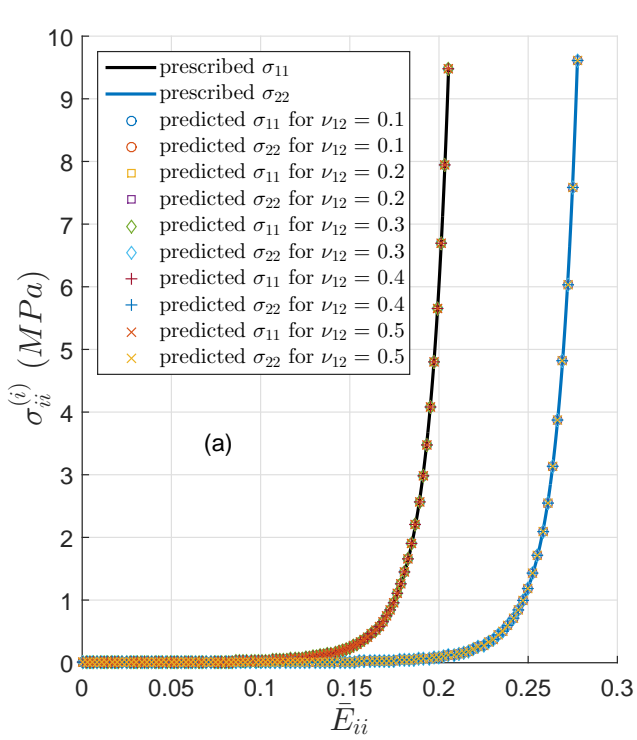 10
9
8
7
6
5
4
3
2
1
0
σ_{ii}^{(i)} (MPa)
prescribed σ₁₁
prescribed σ₂₂
predicted σ₁₁ for ν₁₂ = 0.1
predicted σ₂₂ for ν₁₂ = 0.1
predicted σ₁₁ for ν₁₂ = 0.2
predicted σ₂₂ for ν₁₂ = 0.2
predicted σ₁₁ for ν₁₂ = 0.3
predicted σ₂₂ for ν₁₂ = 0.3
predicted σ₁₁ for ν₁₂ = 0.4
predicted σ₂₂ for ν₁₂ = 0.4
predicted σ₁₁ for ν₁₂ = 0.5
predicted σ₂₂ for ν₁₂ = 0.5
(a)
0 0.05 0.1 0.15 0.2 0.25 0.3
Ē_{ii}